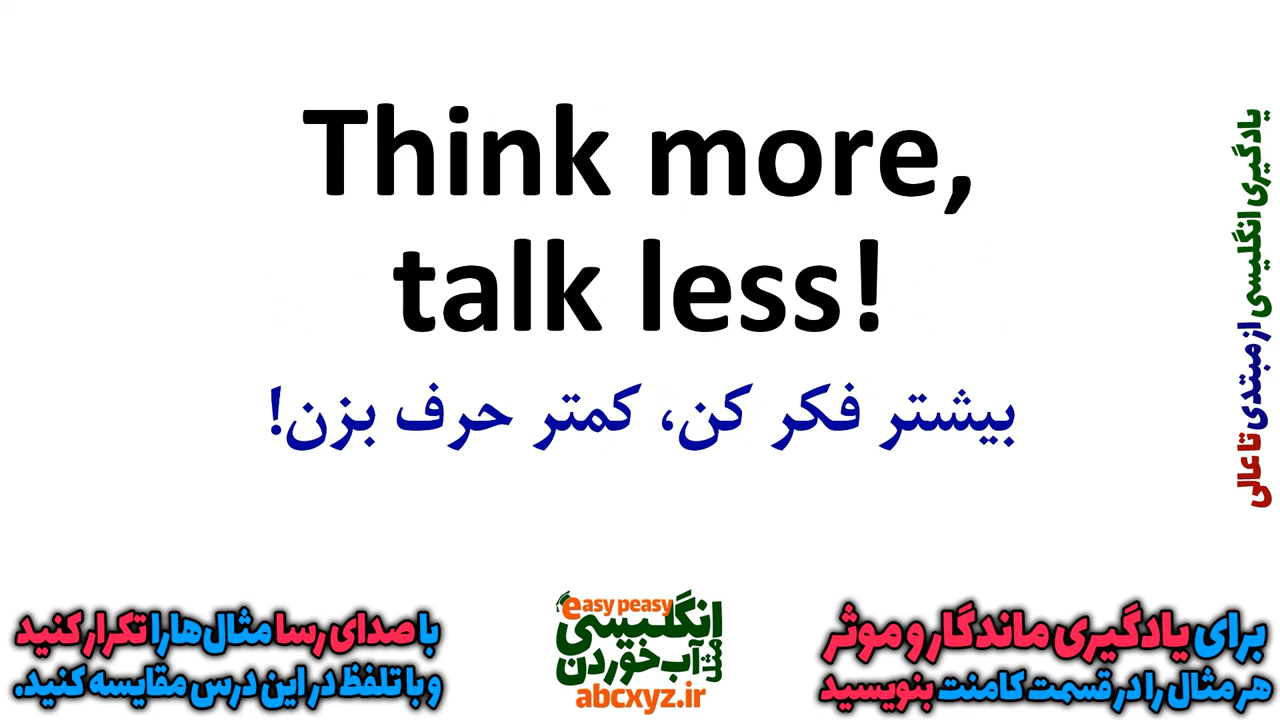 Think more,
talk less!
بیشتر فکر کن، کمتر حرف بزن!
یادگیری انگلیسی از مبتدی تا عالی
برای یادگیری ماندگار و موثر
هر مثال را در قسمت کامنت بنویسید
easy peasy
انگلیسی
مثل آب خوردن
abcxyz.ir
با صدای رسا مثال‌ها را تکرار کنید
و با تلفظ در این درس مقایسه کنید.